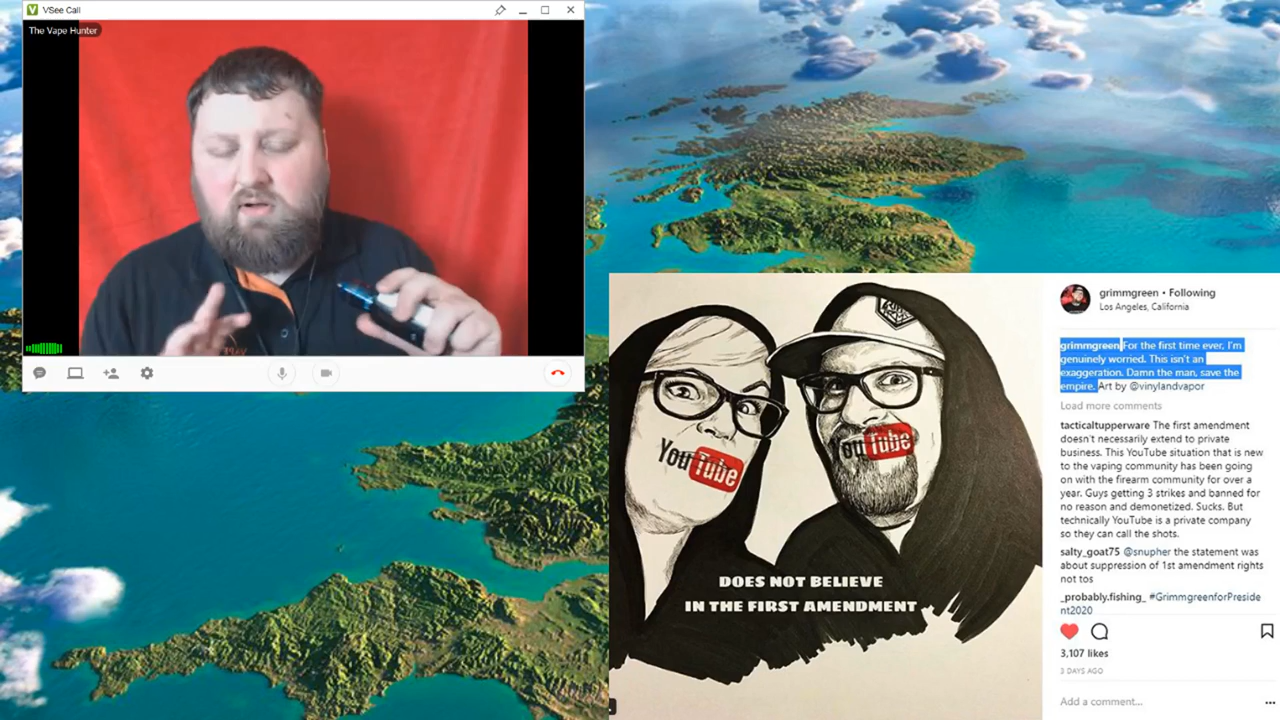 VSee Call
The Vape Hunter
grimmgreen • Following
Los Angeles, California
grimmgreen For the first time ever, I'm
genuinely worried. This isn't an
exaggeration. Damn the man, save the
empire. Art by @vinylandvapor
Load more comments
tacticaltupperware The first amendment
doesn't necessarily extend to private
business. This YouTube situation that is new
to the vaping community has been going
on with the firearm community for over a
year. Guys getting 3 strikes and banned for
no reason and demonetized. Sucks. But
technically YouTube is a private company
so they can call the shots.
salty_goat75 @snupher the statement was
about suppression of 1st amendment rights
not tos
_probably.fishing_ #GrimmgreenforPreside
nt2020
3,107 likes
3 DAYS AGO
Add a comment...
You Tube
ou Tube
DOES NOT BELIEVE
IN THE FIRST AMENDMENT